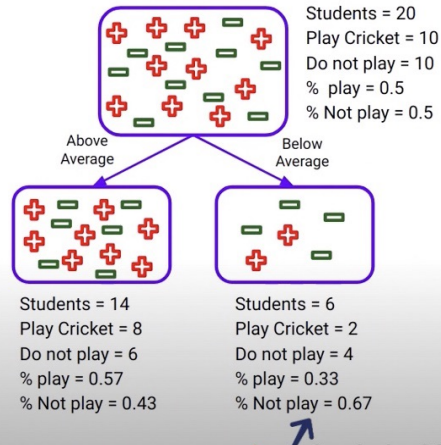 Students = 20
Play Cricket = 10
Do not play = 10
% play = 0.5
% Not play = 0.5
Above
Average
Below
Average
Students = 14
Play Cricket = 8
Do not play = 6
% play = 0.57
% Not play = 0.43
Students = 6
Play Cricket = 2
Do not play = 4
% play = 0.33
% Not play = 0.67